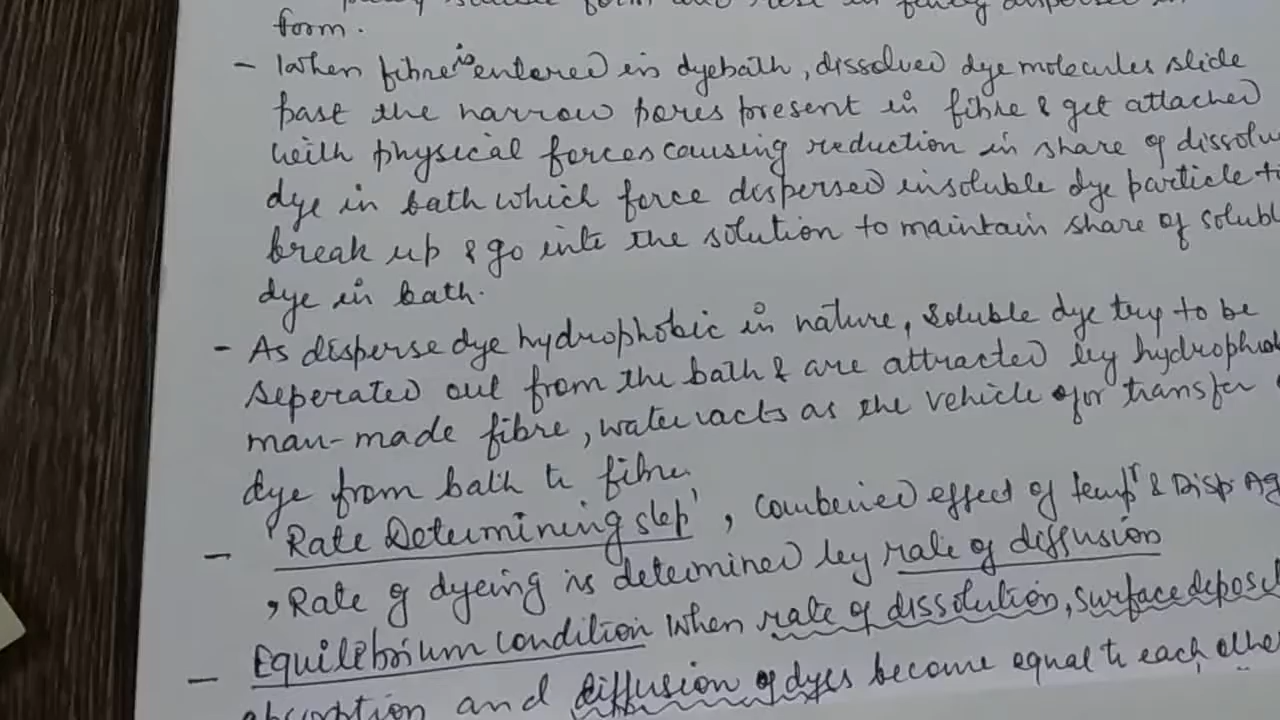 form.
- When fibre is entered in dyebath, dissolved dye molecules slide
past the narrow pores present in fibre & get attached
with physical forces causing reduction in share of dissolv
dye in bath which force dispersed insoluble dye particle to
break up & go into the solution to maintain share of solubl
dye in bath.
- As disperse dye hydrophobic in nature, soluble dye try to be
seperated out from the bath & are attracted by hydrophob
man-made fibre, water acts as the vehicle for transfer
dye from bath to fibre.
- 'Rate Determining step', combined effect of tempr & Disp Ag
, Rate of dyeing is determined by rate of diffusion
- Equilibrium condition when rate of dissolution, surface deposit
absorption and diffusion of dyes become equal to each other